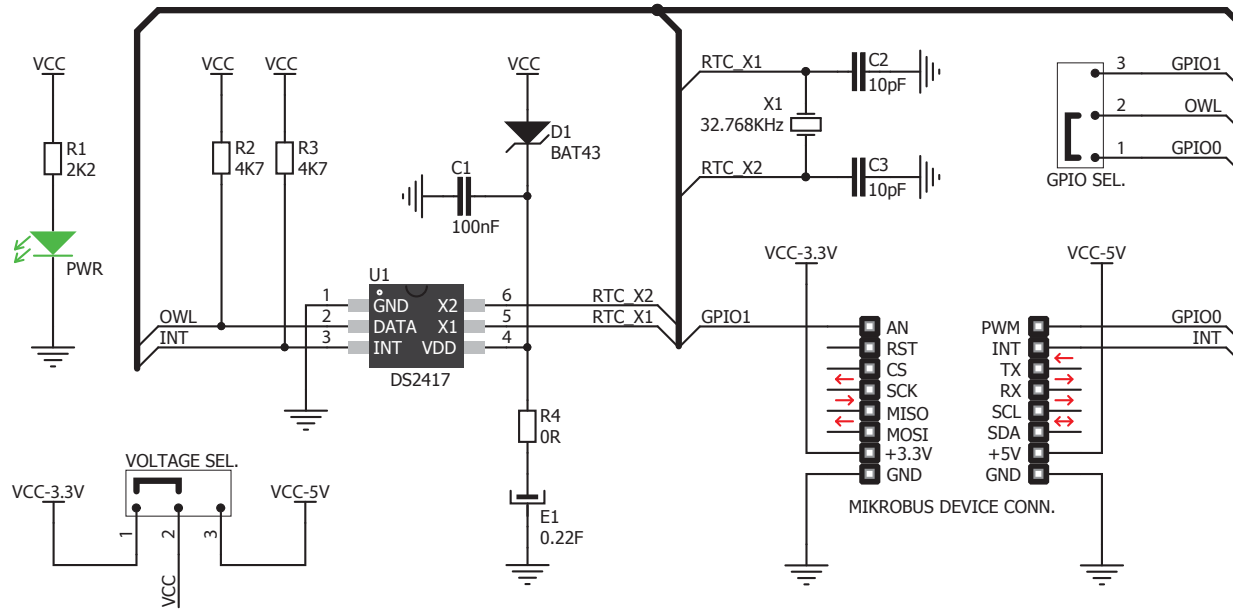 VCC
R1
2K2
PWR
VCC
VCC
R2
4K7
R3
4K7
VCC
D1
BAT43
C1
100nF
U1
1
GND
X2
6
RTC_X2
OWL
2
DATA
X1
5
RTC_X1
INT
3
INT
VDD
4
DS2417
R4
0R
E1
0.22F
VOLTAGE SEL.
VCC-3.3V
VCC-5V
1
2
3
VCC
RTC_X1
C2
10pF
X1
32.768KHz
RTC_X2
C3
10pF
3
GPIO1
2
OWL
1
GPIO0
GPIO SEL.
VCC-3.3V
VCC-5V
GPIO1
AN
PWM
GPIO0
RST
INT
INT
CS
TX
SCK
RX
MISO
SCL
MOSI
SDA
+3.3V
+5V
GND
GND
MIKROBUS DEVICE CONN.